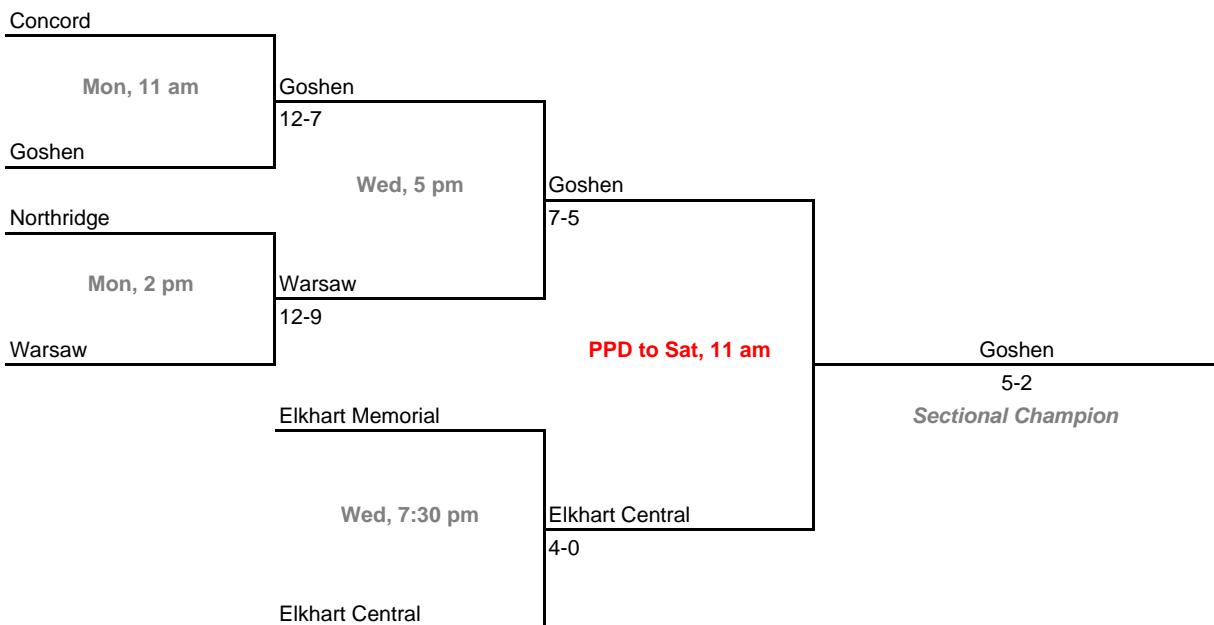 Concord
Mon, 11 am
Goshen
12-7
Goshen
Wed, 5 pm
Goshen
7-5
Northridge
Mon, 2 pm
Warsaw
12-9
Warsaw
PPD to Sat, 11 am
Goshen
5-2
Sectional Champion
Elkhart Memorial
Wed, 7:30 pm
Elkhart Central
4-0
Elkhart Central